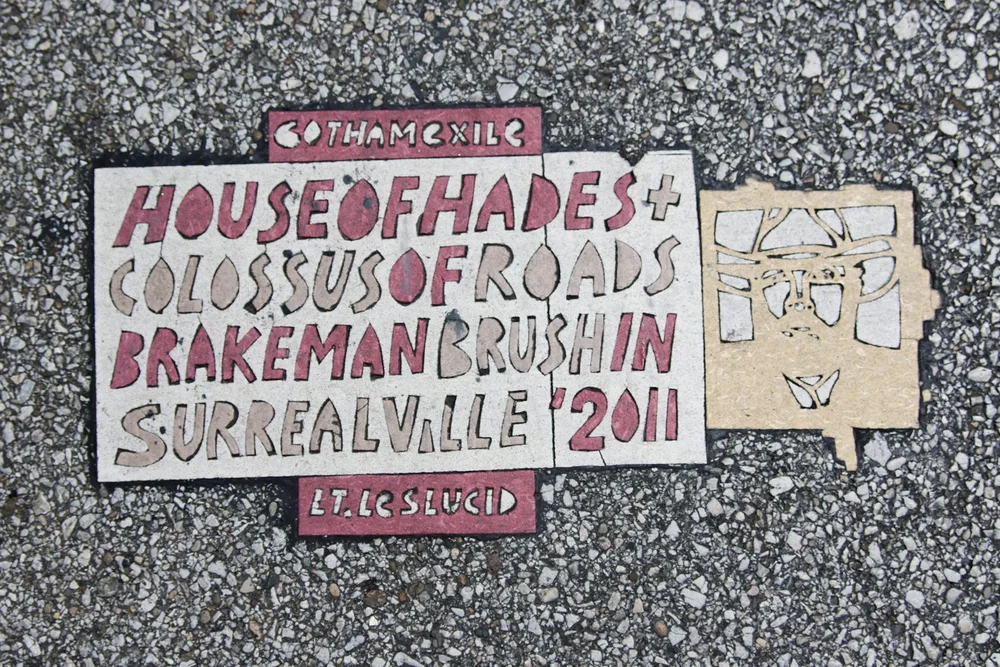 GOTHAMEXILE
HOUSEOFHADES+
COLOSSUSOFROADS
BRAKEMANBRUSHIN
SURREALViLLE '2011
LT.LeSLUCID